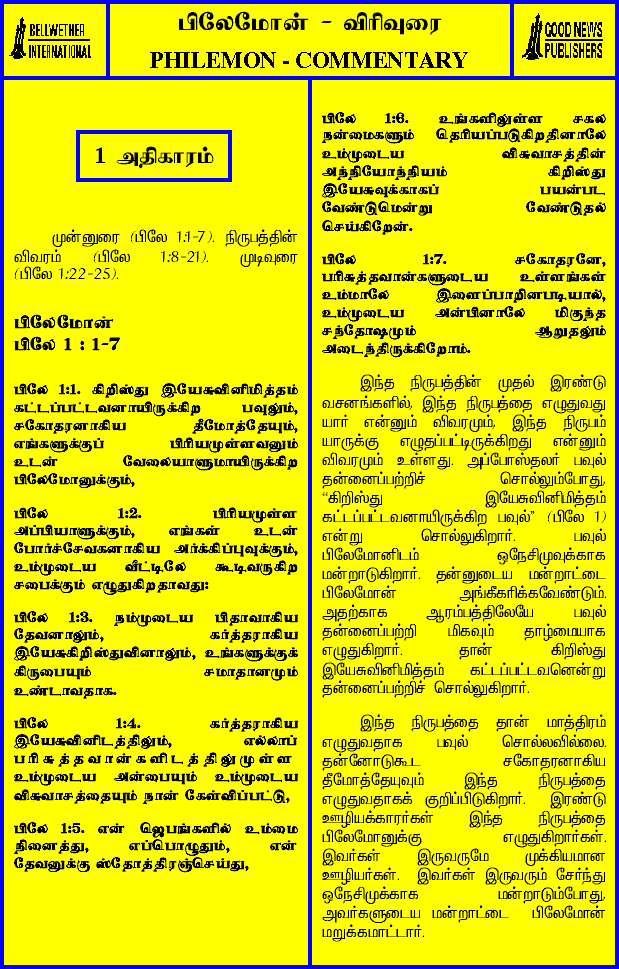 BELLWETHER
INTERNATIONAL
பிலேமோன் - விரிவுரை
PHILEMON - COMMENTARY
GOOD NEWS
PUBLISHERS
1 அதிகாரம்
முன்னுரை (பிலே 1:1-7). நிருபத்தின்
விவரம் (பிலே 1:8-21). முடிவுரை
(பிலே 1:22-25).
பிலேமோன்
பிலே 1 : 1-7
பிலே 1:1. கிறிஸ்து இயேசுவினிமித்தம்
கட்டப்பட்டவனாயிருக்கிற பவுலும்,
சகோதரனாகிய தீமோத்தேயும்,
எங்களுக்குப் பிரியமுள்ளவனும்
உடன் வேலையாளுமாயிருக்கிற
பிலேமோனுக்கும்,
பிலே 1:2. பிரியமுள்ள
அப்பியாளுக்கும், எங்கள் உடன்
போர்ச்சேவகனாகிய அர்க்கிப்புவுக்கும்,
உம்முடைய வீட்டிலே கூடிவருகிற
சபைக்கும் எழுதுகிறதாவது:
பிலே 1:3. நம்முடைய பிதாவாகிய
தேவனாலும், கர்த்தராகிய
இயேசுகிறிஸ்துவினாலும், உங்களுக்குக்
கிருபையும் சமாதானமும்
உண்டாவதாக.
பிலே 1:4. கர்த்தராகிய
இயேசுவினிடத்திலும், எல்லாப்
பரிசுத்தவான்களிடத்திலுமுள்ள
உம்முடைய அன்பையும் உம்முடைய
விசுவாசத்தையும் நான் கேள்விப்பட்டு,
பிலே 1:5. என் ஜெபங்களில் உம்மை
நினைத்து, எப்பொழுதும், என்
தேவனுக்கு ஸ்தோத்திரஞ்செய்து,
பிலே 1:6. உங்களிலுள்ள சகல
நன்மைகளும் தெரியப்படுகிறதினாலே
உம்முடைய விசுவாசத்தின்
அந்நியோந்நியம் கிறிஸ்து
இயேசுவுக்காகப் பயன்பட
வேண்டுமென்று வேண்டுதல்
செய்கிறேன்.
பிலே 1:7. சகோதரனே,
பரிசுத்தவான்களுடைய உள்ளங்கள்
உம்மாலே இளைப்பாறினபடியால்,
உம்முடைய அன்பினாலே மிகுந்த
சந்தோஷமும் ஆறுதலும்
அடைந்திருக்கிறோம்.
இந்த நிருபத்தின் முதல் இரண்டு
வசனங்களில், இந்த நிருபத்தை எழுதுவது
யார் என்னும் விவரமும், இந்த நிருபம்
யாருக்கு எழுதப்பட்டிருக்கிறது என்னும்
விவரமும் உள்ளது. அப்போஸ்தலர் பவுல்
தன்னைப்பற்றிச் சொல்லும்போது,
“கிறிஸ்து இயேசுவினிமித்தம்
கட்டப்பட்டவனாயிருக்கிற பவுல்” (பிலே 1)
என்று சொல்லுகிறார். பவுல்
பிலேமோனிடம் ஒநேசிமுவுக்காக
மன்றாடுகிறார். தன்னுடைய மன்றாட்டை
பிலேமோன் அங்கீகரிக்கவேண்டும்.
அதற்காக ஆரம்பத்திலேயே பவுல்
தன்னைப்பற்றி மிகவும் தாழ்மையாக
எழுதுகிறார். தான் கிறிஸ்து
இயேசுவினிமித்தம் கட்டப்பட்டவனென்று
தன்னைப்பற்றிச் சொல்லுகிறார்.
இந்த நிருபத்தை தான் மாத்திரம்
எழுதுவதாக பவுல் சொல்லவில்லை.
தன்னோடுகூட சகோதரனாகிய
தீமோத்தேயுவும் இந்த நிருபத்தை
எழுதுவதாகக் குறிப்பிடுகிறார். இரண்டு
ஊழியக்காரர்கள் இந்த நிருபத்தை
பிலேமோனுக்கு எழுதுகிறார்கள்.
இவர்கள் இருவருமே முக்கியமான
ஊழியர்கள். இவர்கள் இருவரும் சேர்ந்து
ஒநேசிமுக்காக மன்றாடும்போது,
அவர்களுடைய மன்றாட்டை பிலேமோன்
மறுக்கமாட்டார்.